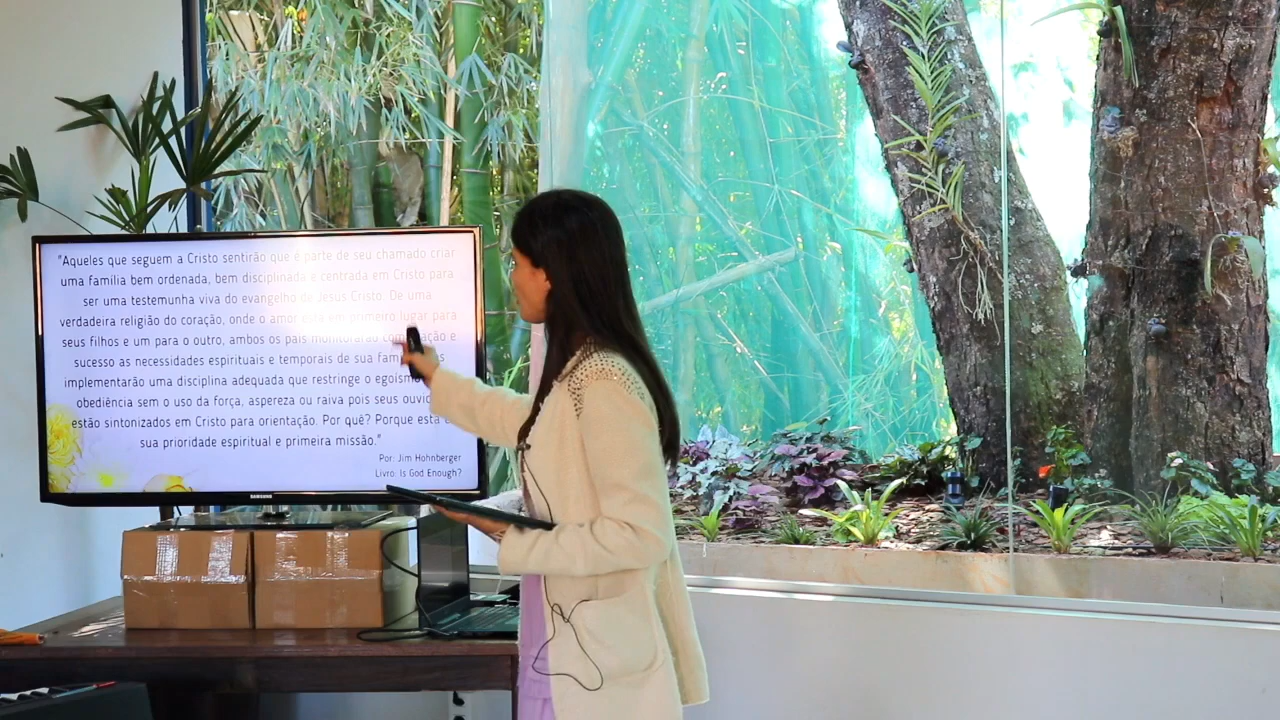 "Aqueles que seguem a Cristo sentirão que é parte de seu chamado criar
uma família bem ordenada, bem disciplinada e centrada em Cristo para
ser uma testemunha viva do evangelho de Jesus Cristo. De uma
verdadeira religião do coração, onde o amor está em primeiro lugar para
seus filhos e um para o outro, ambos os pais monitorarão e
sucesso as necessidades espirituais e temporais de sua
implementarão uma disciplina adequada que restringe o
obediência sem o uso da força, aspereza ou raiva pois seus
estão sintonizados em Cristo para orientação. Por quê? Porque esta
sua prioridade espiritual e primeira missão."
Por: Jim Hohnberger
Livro: Is God Enough?
SAMSUNG